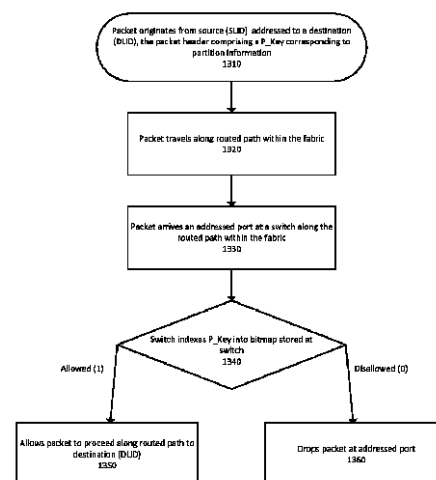 Packet originates from source (SLID) addressed to a destination
(DLID), the packet header comprising a P_Key corresponding to
partition information
1310
Packet travels along routed path within the fabric
1320
Packet arrives an addressed port at a switch along the
routed path within the fabric
1330
Switch indexes P_Key into bitmap stored at
switch
1340
Allowed (1)
Disallowed (0)
Allows packet to proceed along routed path to
destination (DLID)
1350
Drops packet at addressed port
1360